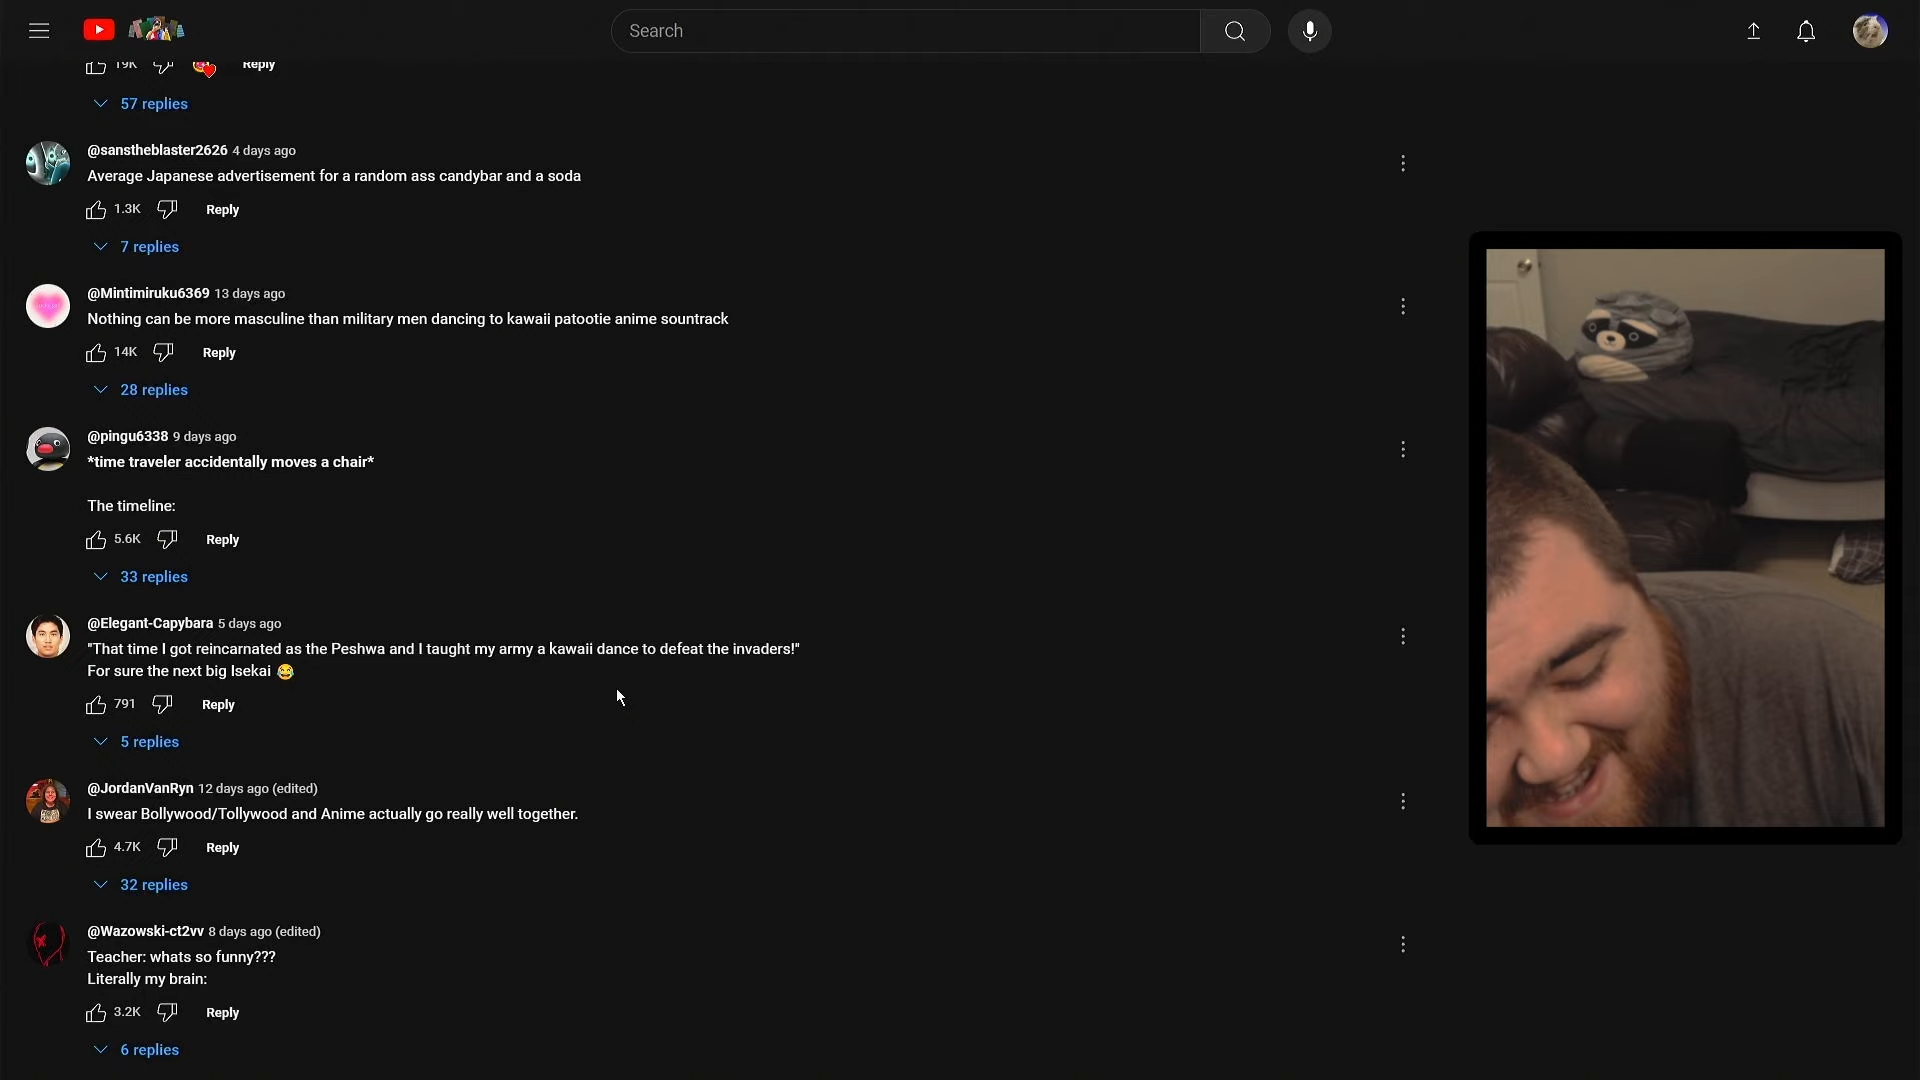 Search
19K Reply
57 replies
@sanstheblaster2626 4 days ago
Average Japanese advertisement for a random ass candybar and a soda
1.3K Reply
7 replies
@Mintimiruku6369 13 days ago
Nothing can be more masculine than military men dancing to kawaii patootie anime sountrack
14K Reply
28 replies
@pingu6338 9 days ago
*time traveler accidentally moves a chair*
The timeline:
5.6K Reply
33 replies
@Elegant-Capybara 5 days ago
"That time I got reincarnated as the Peshwa and I taught my army a kawaii dance to defeat the invaders!"
For sure the next big Isekai 😂
791 Reply
5 replies
@JordanVanRyn 12 days ago (edited)
I swear Bollywood/Tollywood and Anime actually go really well together.
4.7K Reply
32 replies
@Wazowski-ct2vv 8 days ago (edited)
Teacher: whats so funny???
Literally my brain:
3.2K Reply
6 replies